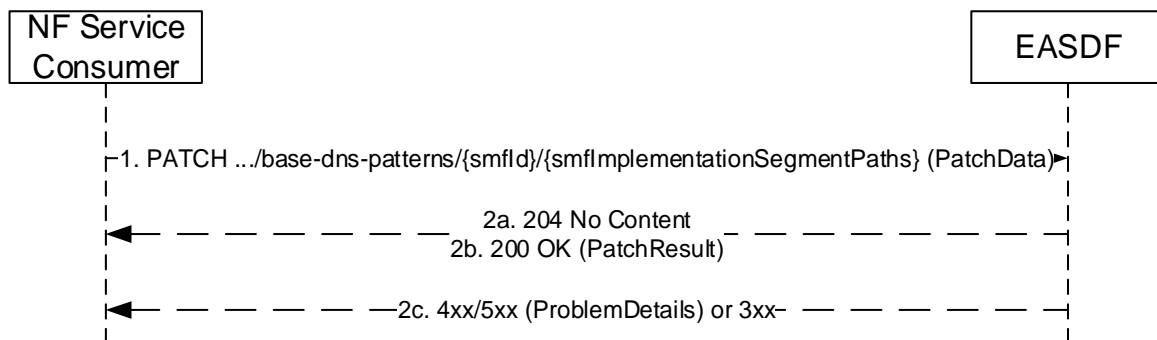 NF Service
Consumer
EASDF
1. PATCH .../base-dns-patterns/{smfId}/{smfImplementationSegmentPaths} (PatchData)
2a. 204 No Content
2b. 200 OK (PatchResult)
2c. 4xx/5xx (ProblemDetails) or 3xx